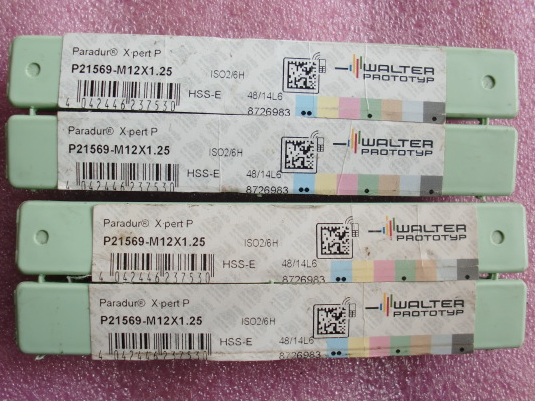 Paradur® X·pert P
P21569-M12X1.25
ISO2/6H
4 042446 237530
HSS-E
48/14L6
8726983
WALTER
PROTOTYP
Paradur® X·pert P
P21569-M12X1.25
ISO2/6H
4 042446 237530
HSS-E
48/14L6
8726983
WALTER
PROTOTYP
Paradur® X·pert P
P21569-M12X1.25
ISO2/6H
4 042446 237530
HSS-E
48/14L6
8726983
WALTER
PROTOTYP
Paradur® X·pert P
P21569-M12X1.25
ISO2/6H
4 042446 237530
HSS-E
48/14L6
8726983
WALTER
PROTOTYP